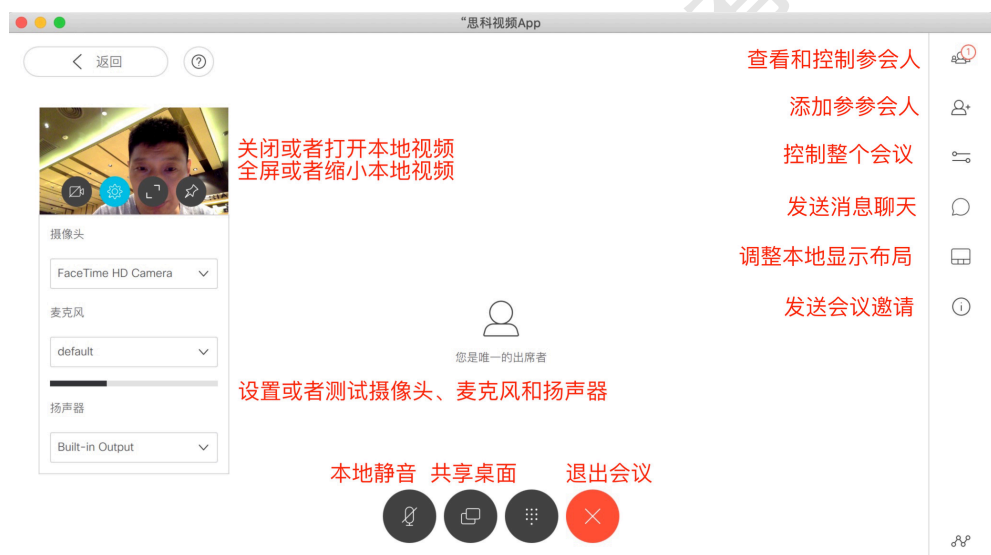 “思科视频App
返回
查看和控制参会人
1
添加参参会人
关闭或者打开本地视频
全屏或者缩小本地视频
控制整个会议
发送消息聊天
摄像头
FaceTime HD Camera
调整本地显示布局
麦克风
发送会议邀请
default
您是唯一的出席者
设置或者测试摄像头、麦克风和扬声器
扬声器
Built-in Output
本地静音 共享桌面 退出会议